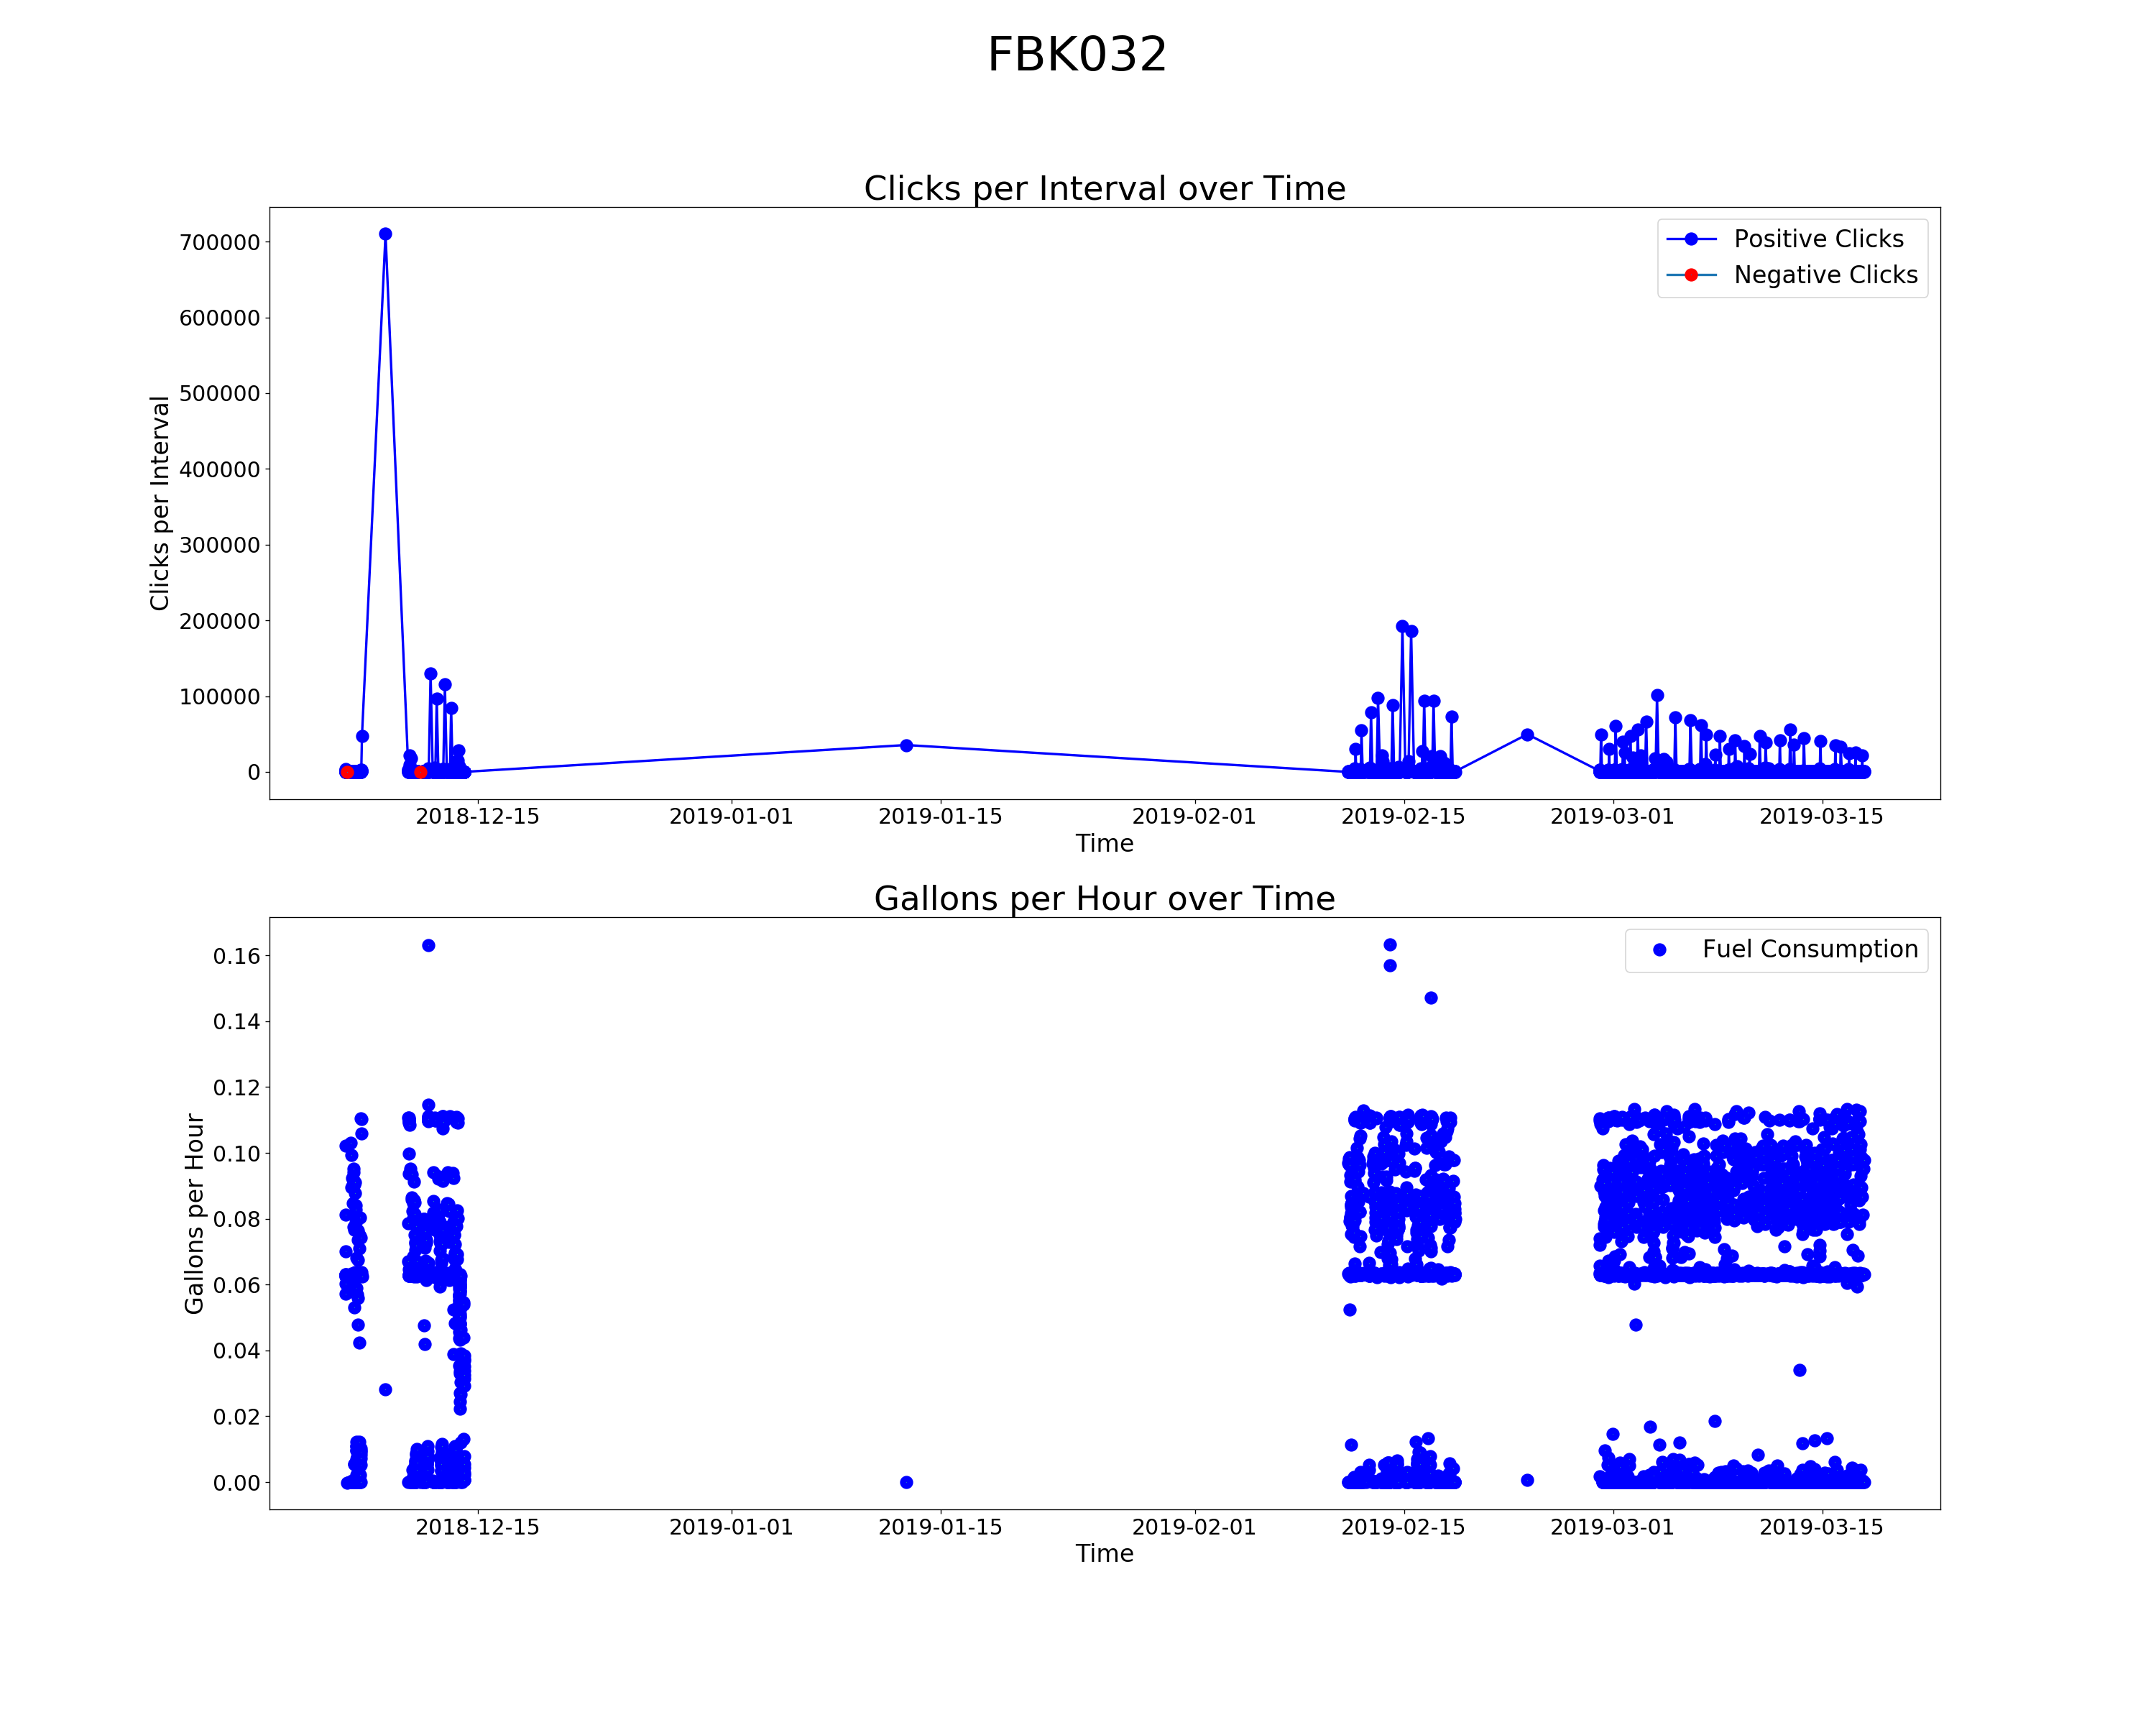 FBK032
Clicks per Interval over Time
Clicks per Interval
700000
600000
500000
400000
300000
200000
100000
0
Positive Clicks
Negative Clicks
2018-12-15 2019-01-01 2019-01-15 2019-02-01 2019-02-15 2019-03-01 2019-03-15
Time
Gallons per Hour over Time
Gallons per Hour
0.16
0.14
0.12
0.10
0.08
0.06
0.04
0.02
0.00
Fuel Consumption
2018-12-15 2019-01-01 2019-01-15 2019-02-01 2019-02-15 2019-03-01 2019-03-15
Time